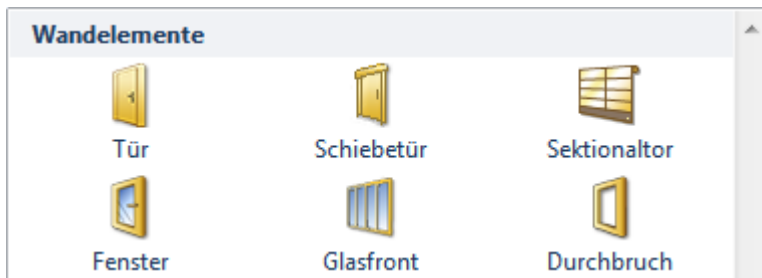 Wandelemente
Tür Schiebetür Sektionaltor
Fenster Glasfront Durchbruch